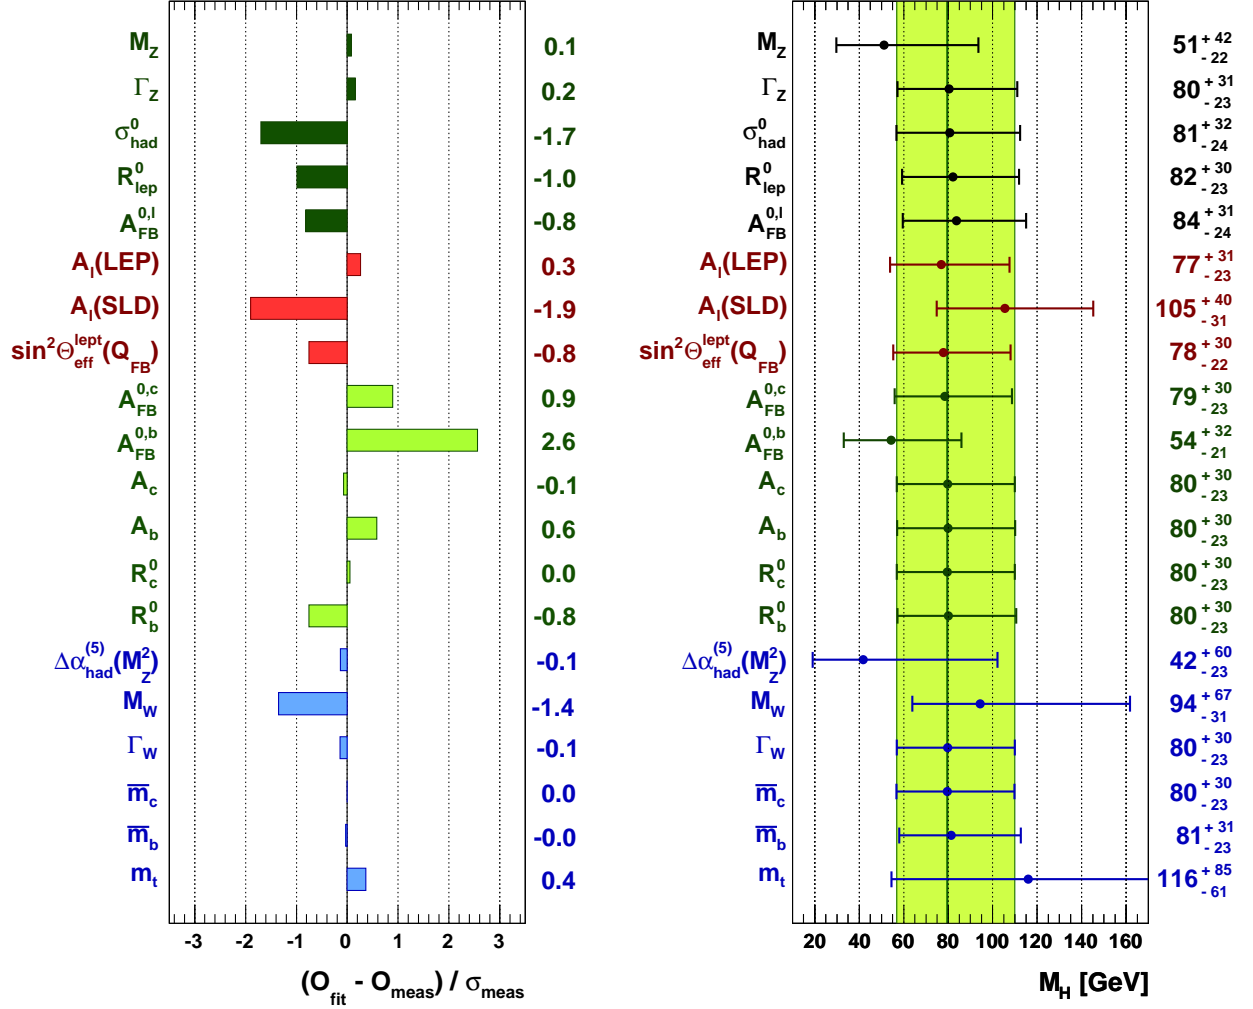 M_Z 0.1 M_Z 51 +42 -22
Γ_Z 0.2 Γ_Z 80 +31 -23
σ^0_had -1.7 σ^0_had 81 +32 -24
R^0_lep -1.0 R^0_lep 82 +30 -23
A^0,l_FB -0.8 A^0,l_FB 84 +31 -24
A_l(LEP) 0.3 A_l(LEP) 77 +31 -23
A_l(SLD) -1.9 A_l(SLD) 105 +40 -31
sin²Θ^lept_eff(Q_FB) -0.8 sin²Θ^lept_eff(Q_FB) 78 +30 -22
A^0,c_FB 0.9 A^0,c_FB 79 +30 -23
A^0,b_FB 2.6 A^0,b_FB 54 +32 -21
A_c -0.1 A_c 80 +30 -23
A_b 0.6 A_b 80 +30 -23
R^0_c 0.0 R^0_c 80 +30 -23
R^0_b -0.8 R^0_b 80 +30 -23
Δα^(5)_had(M²_Z) -0.1 Δα^(5)_had(M²_Z) 42 +60 -23
M_W -1.4 M_W 94 +67 -31
Γ_W -0.1 Γ_W 80 +30 -23
m̅_c 0.0 m̅_c 80 +30 -23
m̅_b -0.0 m̅_b 81 +31 -23
m_t 0.4 m_t 116 +85 -61
-3 -2 -1 0 1 2 3 20 40 60 80 100 120 140 160
(O_fit - O_meas) / σ_meas M_H [GeV]